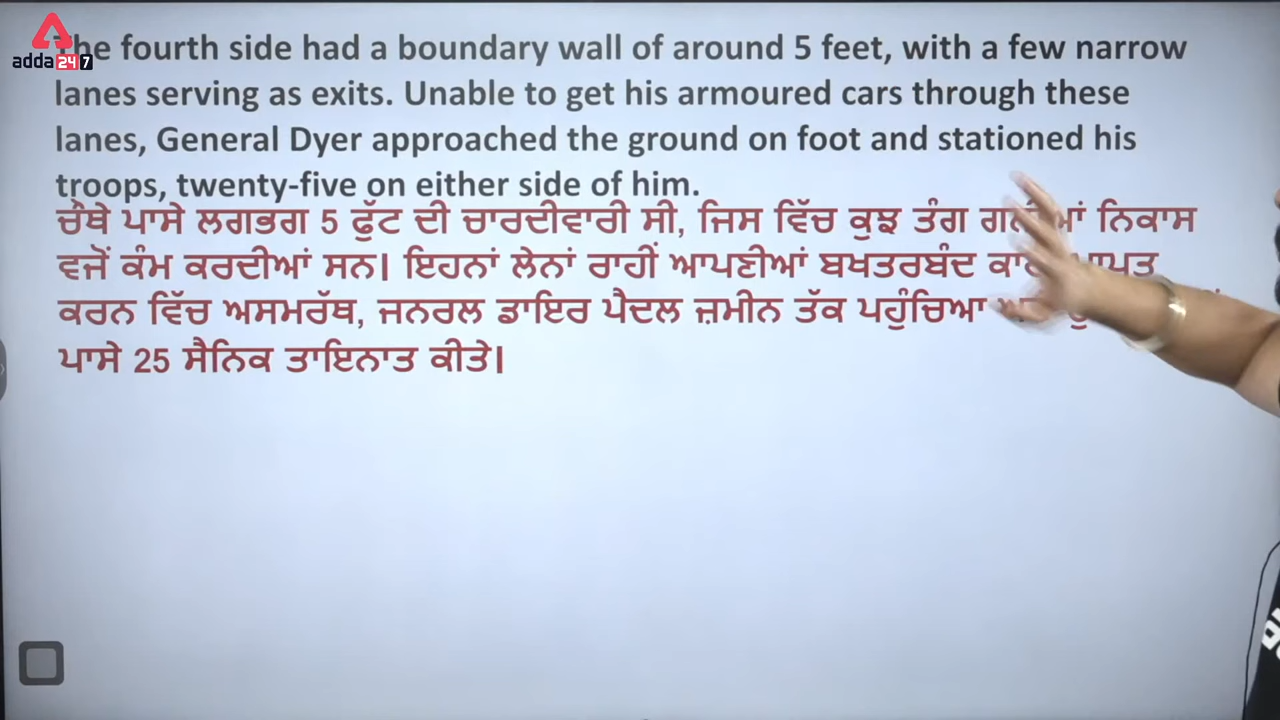 adda247
The fourth side had a boundary wall of around 5 feet, with a few narrow
lanes serving as exits. Unable to get his armoured cars through these
lanes, General Dyer approached the ground on foot and stationed his
troops, twenty-five on either side of him.
ਚੌਥੇ ਪਾਸੇ ਲਗਭਗ 5 ਫੁੱਟ ਦੀ ਚਾਰਦੀਵਾਰੀ ਸੀ, ਜਿਸ ਵਿੱਚ ਕੁਝ ਤੰਗ ਨਿਕਾਸ
ਵਜੋਂ ਕੰਮ ਕਰਦੀਆਂ ਸਨ। ਇਹਨਾਂ ਲੇਨਾਂ ਰਾਹੀਂ ਆਪਣੀਆਂ ਬਖਤਰਬੰਦ
ਕਰਨ ਵਿੱਚ ਅਸਮਰੱਥ, ਜਨਰਲ ਡਾਇਰ ਪੈਦਲ ਜ਼ਮੀਨ ਤੱਕ ਪਹੁੰਚਿਆ
ਪਾਸੇ 25 ਸੈਨਿਕ ਤਾਇਨਾਤ ਕੀਤੇ।